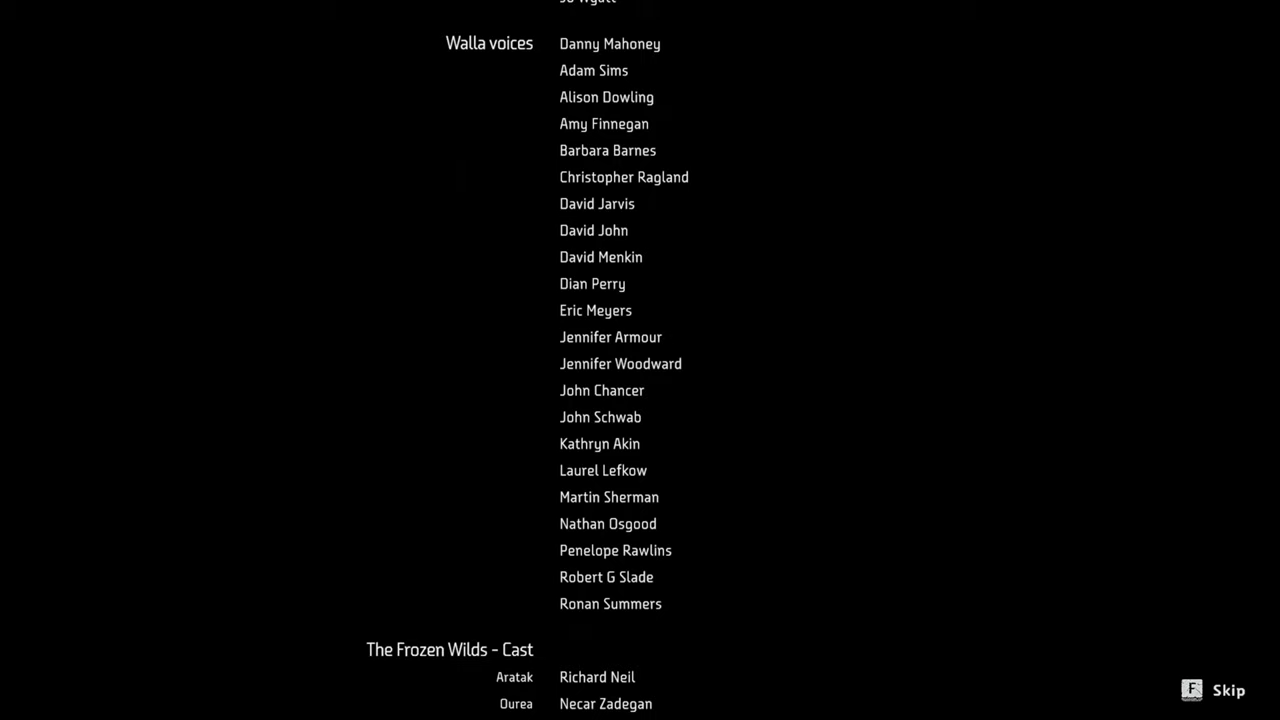 Walla voices Danny Mahoney
Adam Sims
Alison Dowling
Amy Finnegan
Barbara Barnes
Christopher Ragland
David Jarvis
David John
David Menkin
Dian Perry
Eric Meyers
Jennifer Armour
Jennifer Woodward
John Chancer
John Schwab
Kathryn Akin
Laurel Lefkow
Martin Sherman
Nathan Osgood
Penelope Rawlins
Robert G Slade
Ronan Summers
The Frozen Wilds - Cast
Aratak Richard Neil
Ourea Necar Zadegan
F Skip